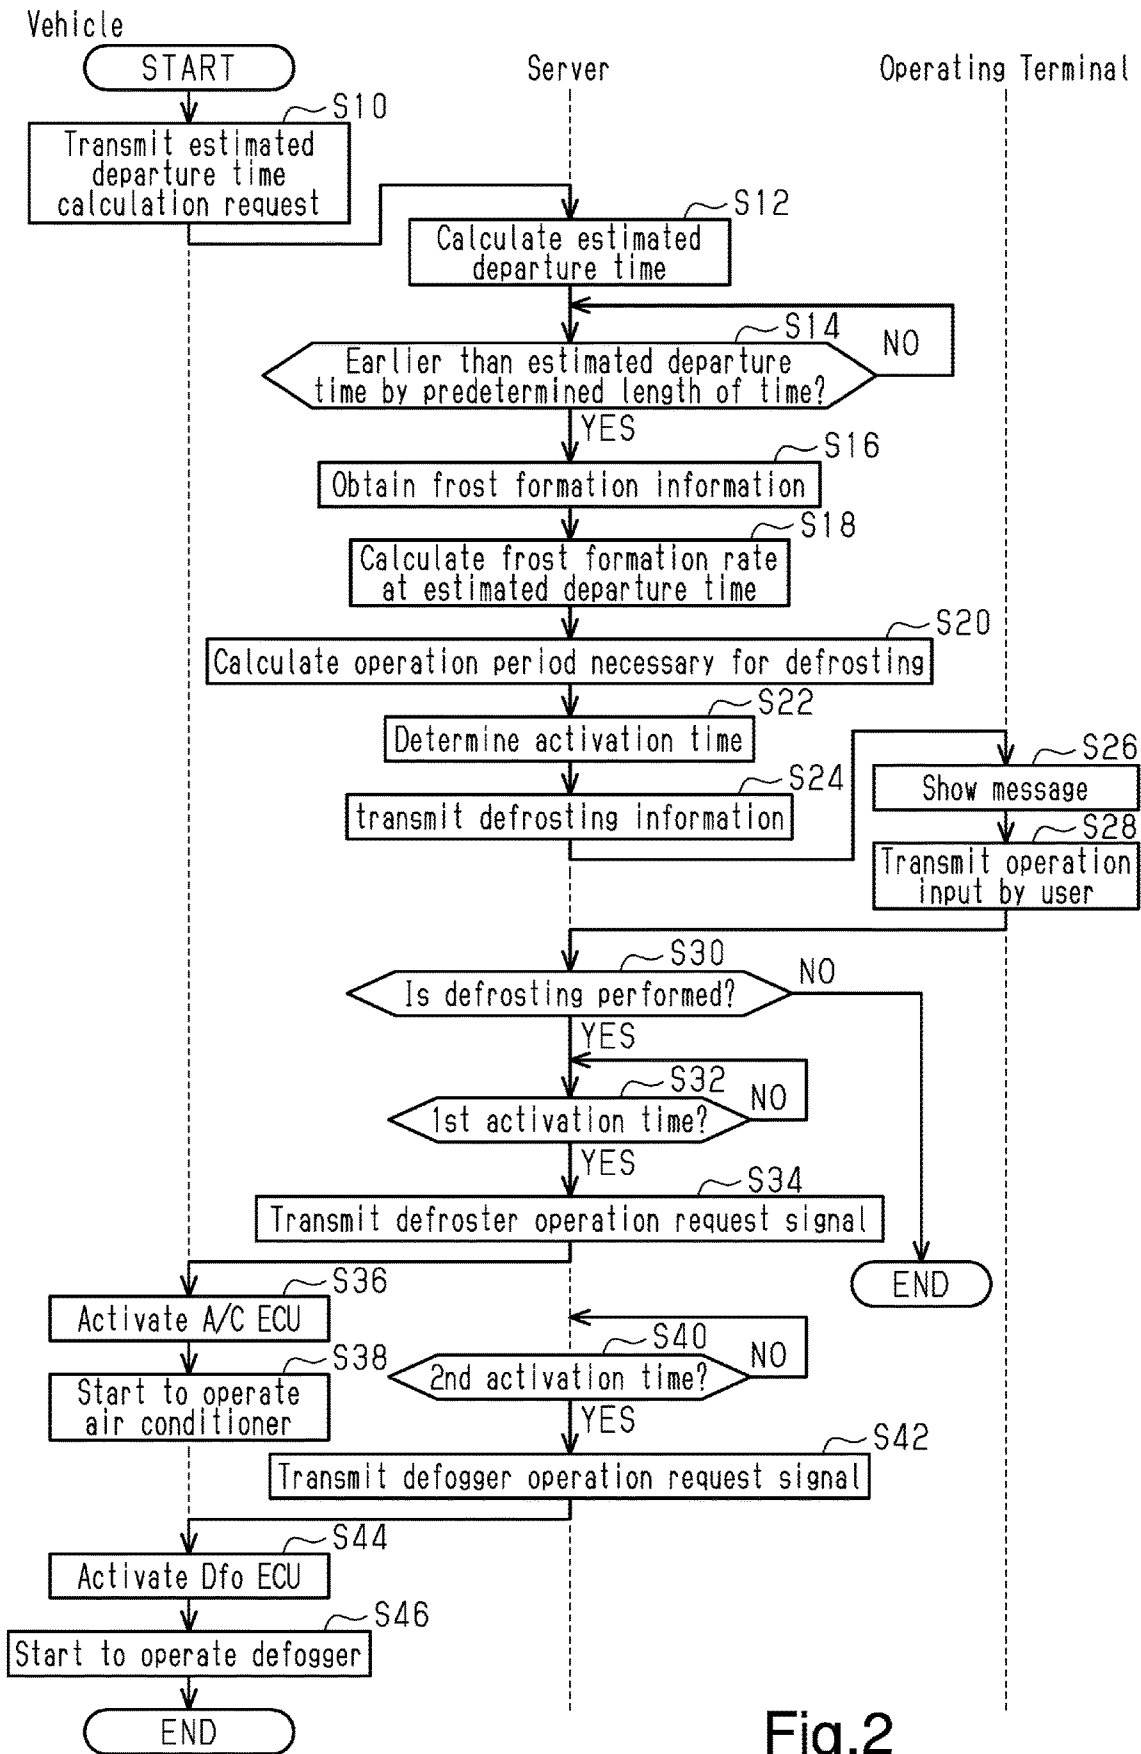 Vehicle
START
Server
Operating Terminal
S10
Transmit estimated
departure time
calculation request
S12
Calculate estimated
departure time
S14
NO
Earlier than estimated departure
time by predetermined length of time?
YES
S16
Obtain frost formation information
S18
Calculate frost formation rate
at estimated departure time
S20
Calculate operation period necessary for defrosting
S22
Determine activation time
S24
transmit defrosting information
S26
Show message
S28
Transmit operation
input by user
S30
NO
Is defrosting performed?
YES
S32
NO
1st activation time?
YES
S34
Transmit defroster operation request signal
END
S36
Activate A/C ECU
S38
Start to operate
air conditioner
S40
NO
2nd activation time?
YES
S42
Transmit defogger operation request signal
S44
Activate Dfo ECU
S46
Start to operate defogger
END
Fig.2